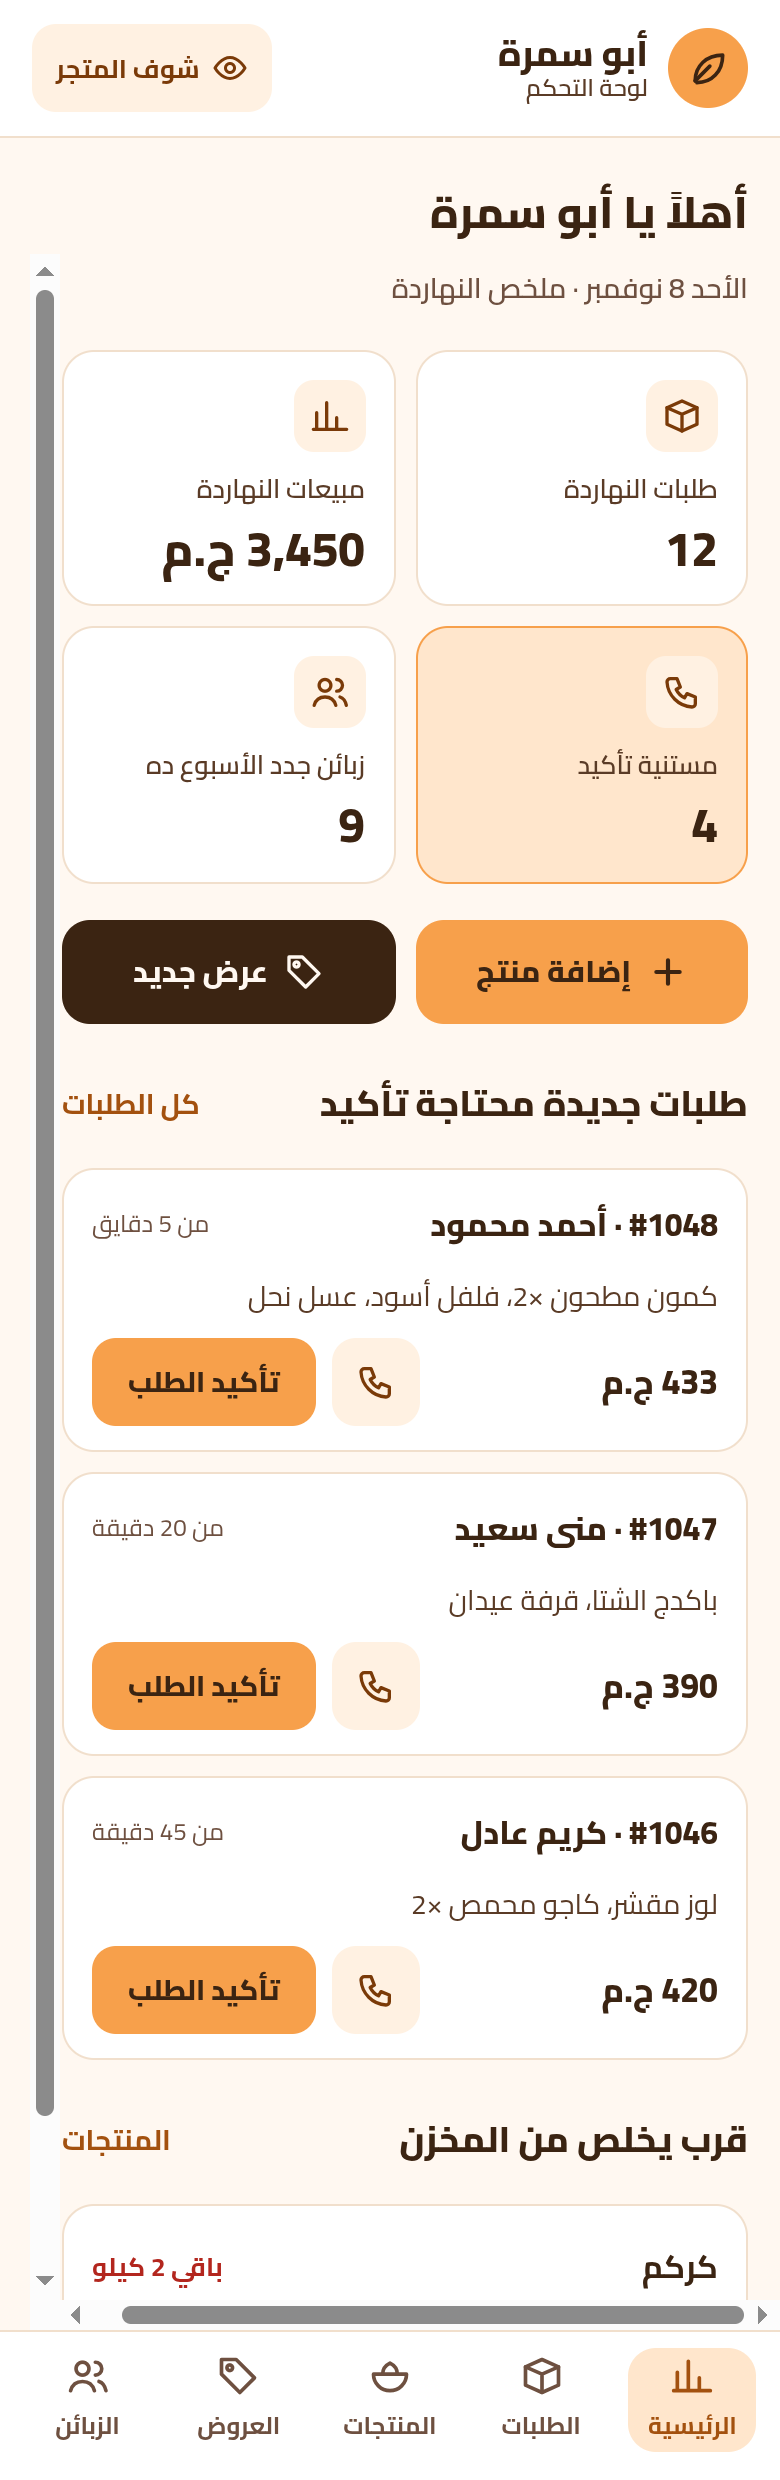 أبو سمرة
لوحة التحكم
شوف المتجر
أهلاً يا أبو سمرة
الأحد 8 نوفمبر · ملخص النهاردة
طلبات النهاردة
12
مبيعات النهاردة
3,450 ج.م
مستنية تأكيد
4
زبائن جدد الأسبوع ده
9
إضافة منتج
عرض جديد
طلبات جديدة محتاجة تأكيد
كل الطلبات
#1048 · أحمد محمود
من 5 دقايق
كمون مطحون ×2، فلفل أسود، عسل نحل
433 ج.م
تأكيد الطلب
#1047 · منى سعيد
من 20 دقيقة
باكدج الشتا، قرفة عيدان
390 ج.م
تأكيد الطلب
#1046 · كريم عادل
من 45 دقيقة
لوز مقشر، كاجو محمص ×2
420 ج.م
تأكيد الطلب
قرب يخلص من المخزن
المنتجات
كركم
باقي 2 كيلو
الرئيسية
الطلبات
المنتجات
العروض
الزبائن